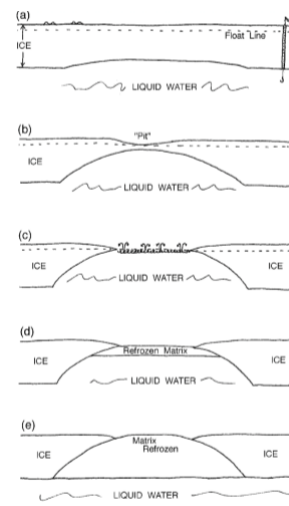 (a)
ICE
Float Line
LIQUID WATER
(b)
"Pit"
ICE
LIQUID WATER
(c)
ICE
ICE
LIQUID WATER
(d)
Refrozen Matrix
ICE
ICE
LIQUID WATER
(e)
Matrix
Refrozen
ICE
ICE
LIQUID WATER